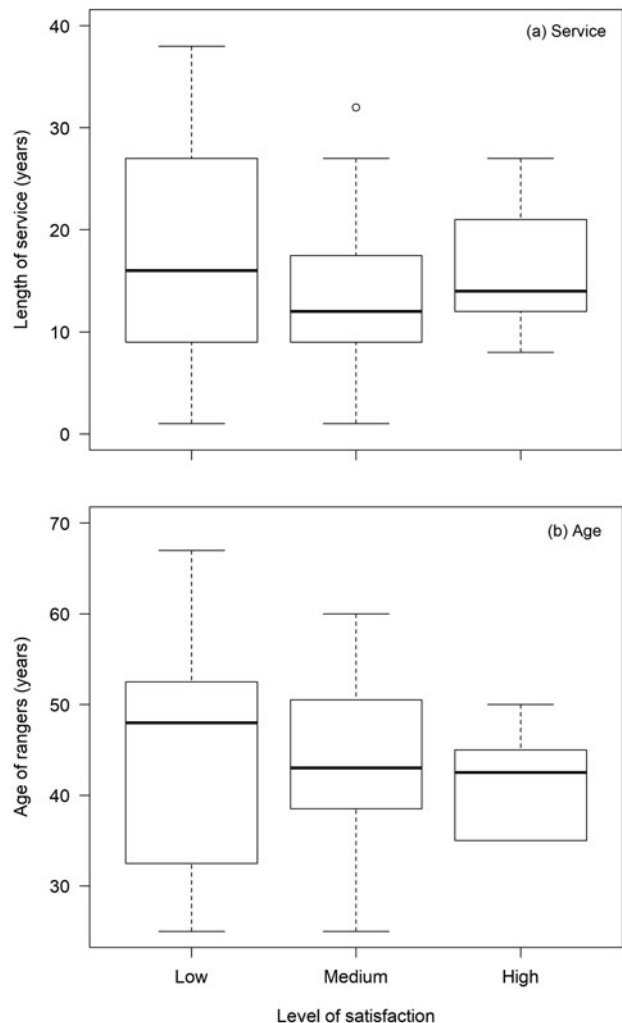 (a) Service
Length of service (years)
40
30
20
10
0
(b) Age
Age of rangers (years)
70
60
50
40
30
Low Medium High
Level of satisfaction